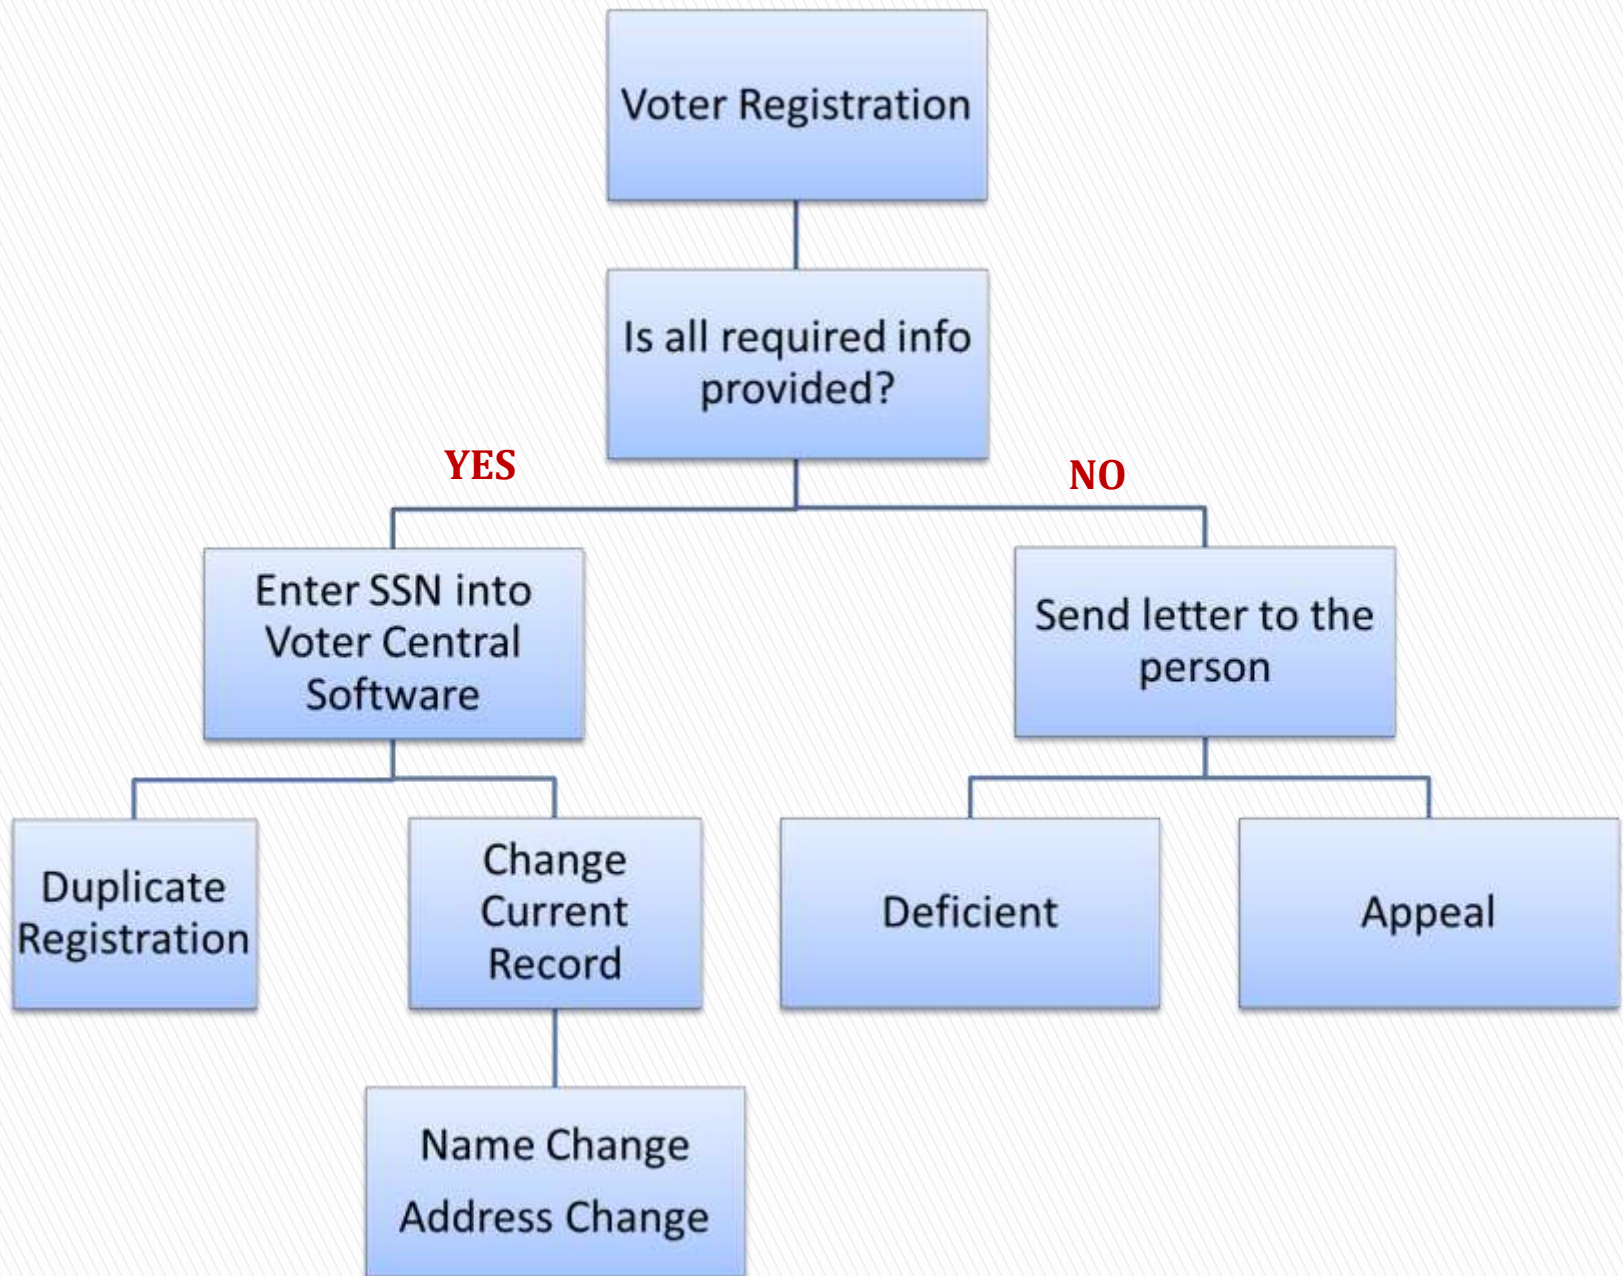 Voter Registration
Is all required info
provided?
YES
NO
Enter SSN into
Voter Central
Software
Send letter to the
person
Duplicate
Registration
Change
Current
Record
Deficient
Appeal
Name Change
Address Change